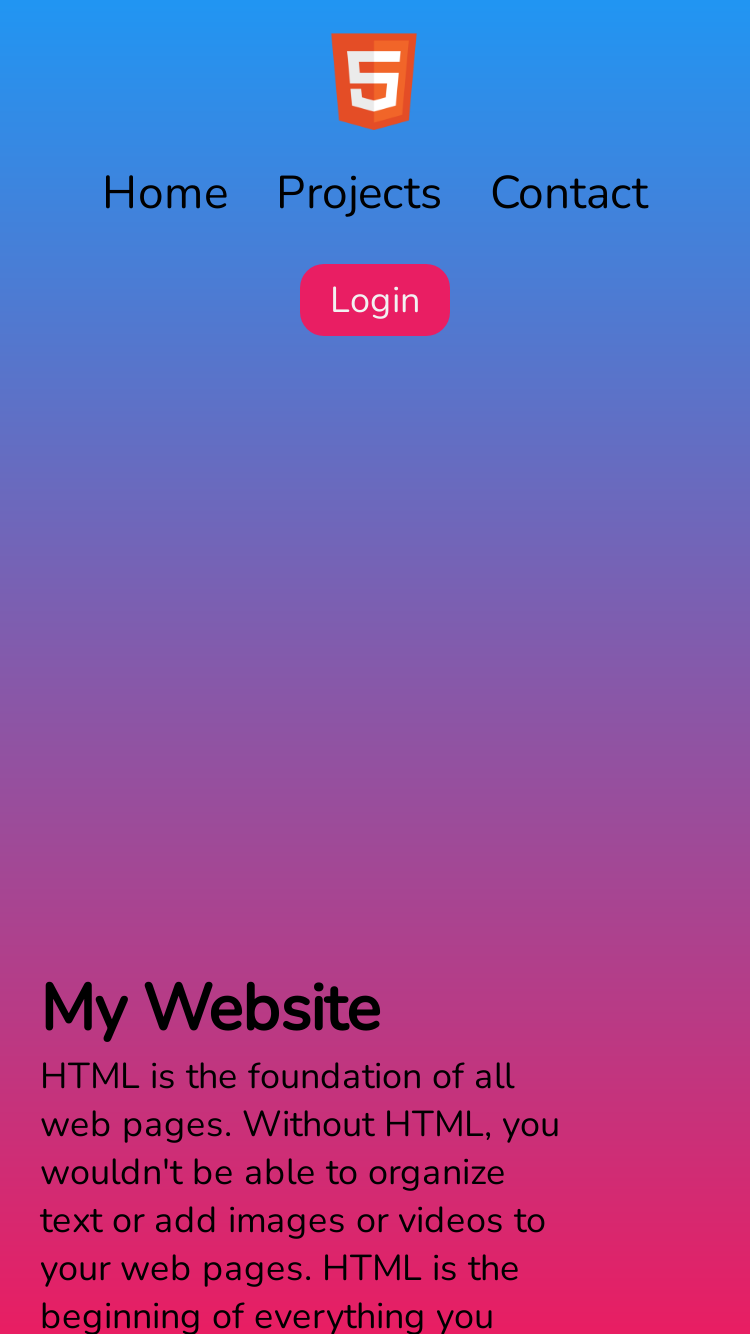 Home Projects Contact
Login
My Website
HTML is the foundation of all
web pages. Without HTML, you
wouldn't be able to organize
text or add images or videos to
your web pages. HTML is the
beginning of everything you